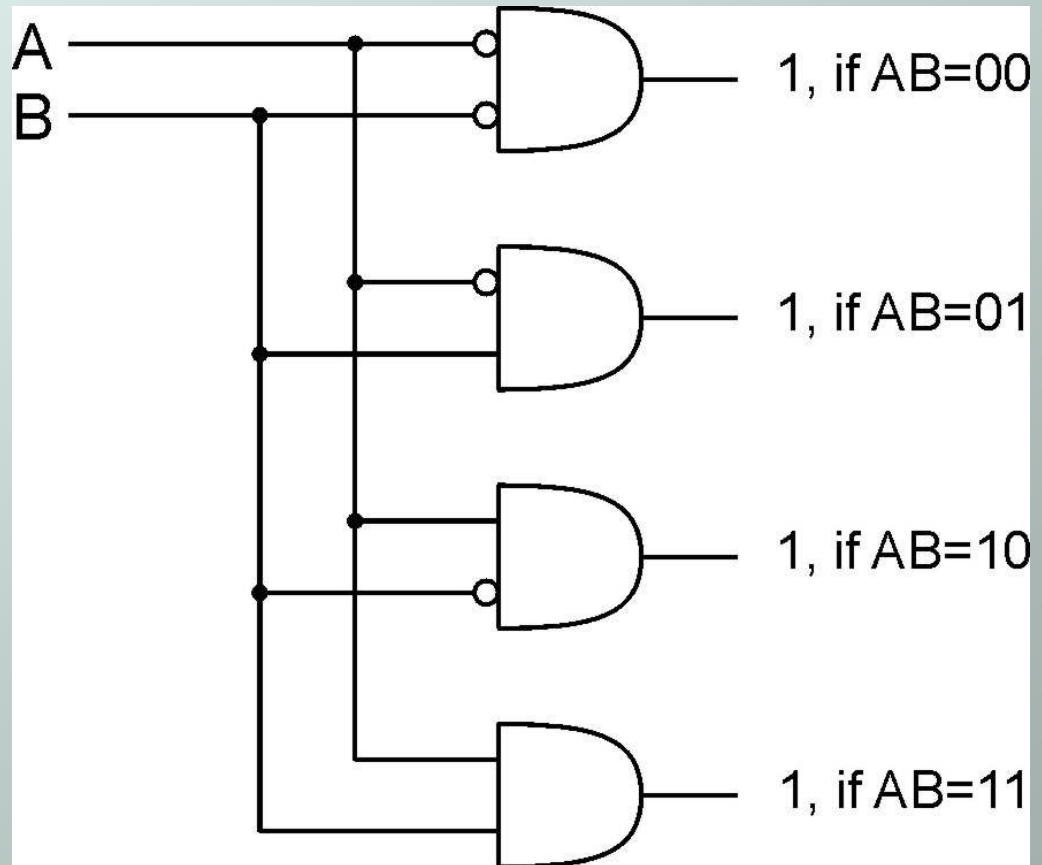 A
B
1, if AB=00
1, if AB=01
1, if AB=10
1, if AB=11